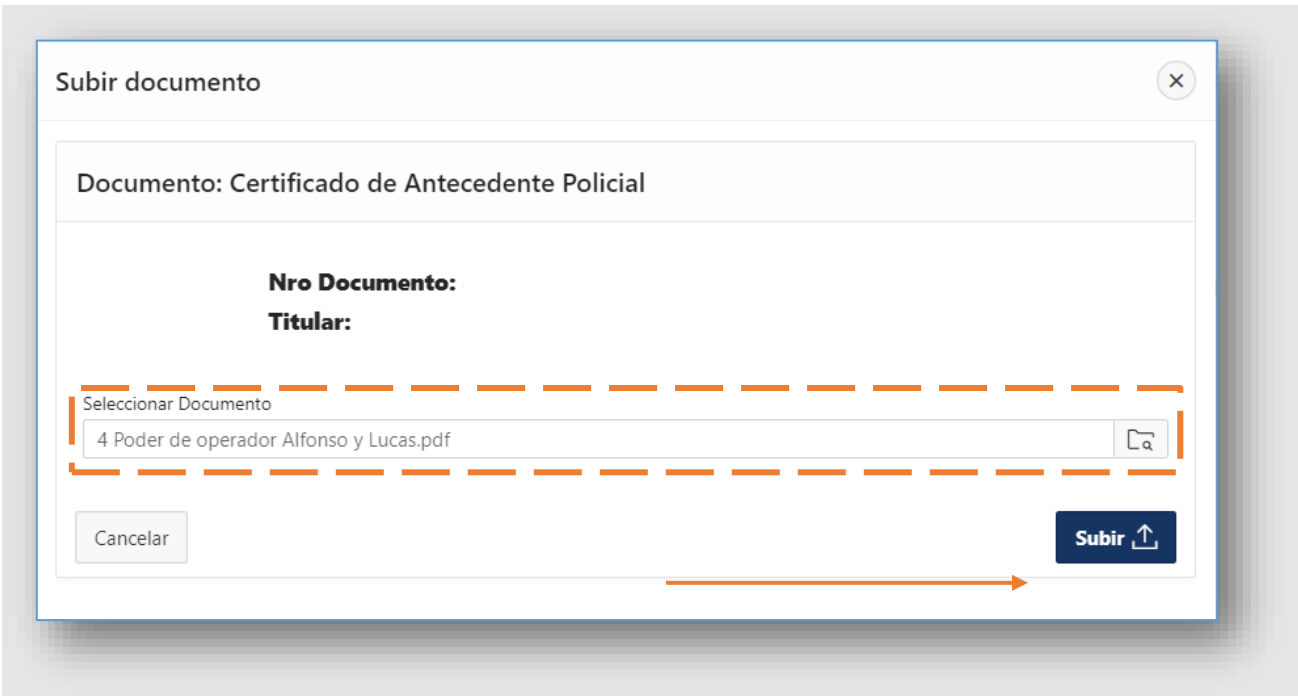 Subir documento
Documento: Certificado de Antecedente Policial
Nro Documento:
Titular:
Seleccionar Documento
4 Poder de operador Alfonso y Lucas.pdf
Cancelar
Subir